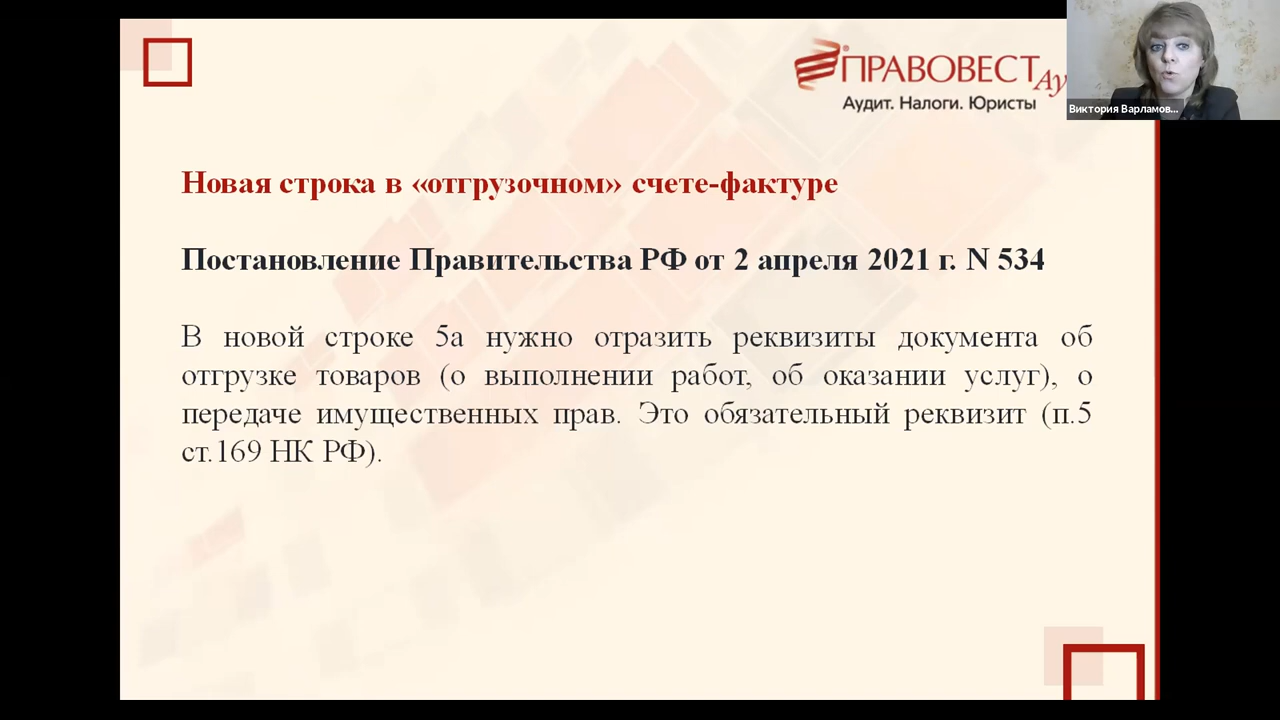 ПРАВОВЕСТ Ау
Аудит. Налоги. Юристы
Виктория Варламов...
Новая строка в «отгрузочном» счете-фактуре
Постановление Правительства РФ от 2 апреля 2021 г. N 534
В новой строке 5а нужно отразить реквизиты документа об
отгрузке товаров (о выполнении работ, об оказании услуг), о
передаче имущественных прав. Это обязательный реквизит (п.5
ст.169 НК РФ).